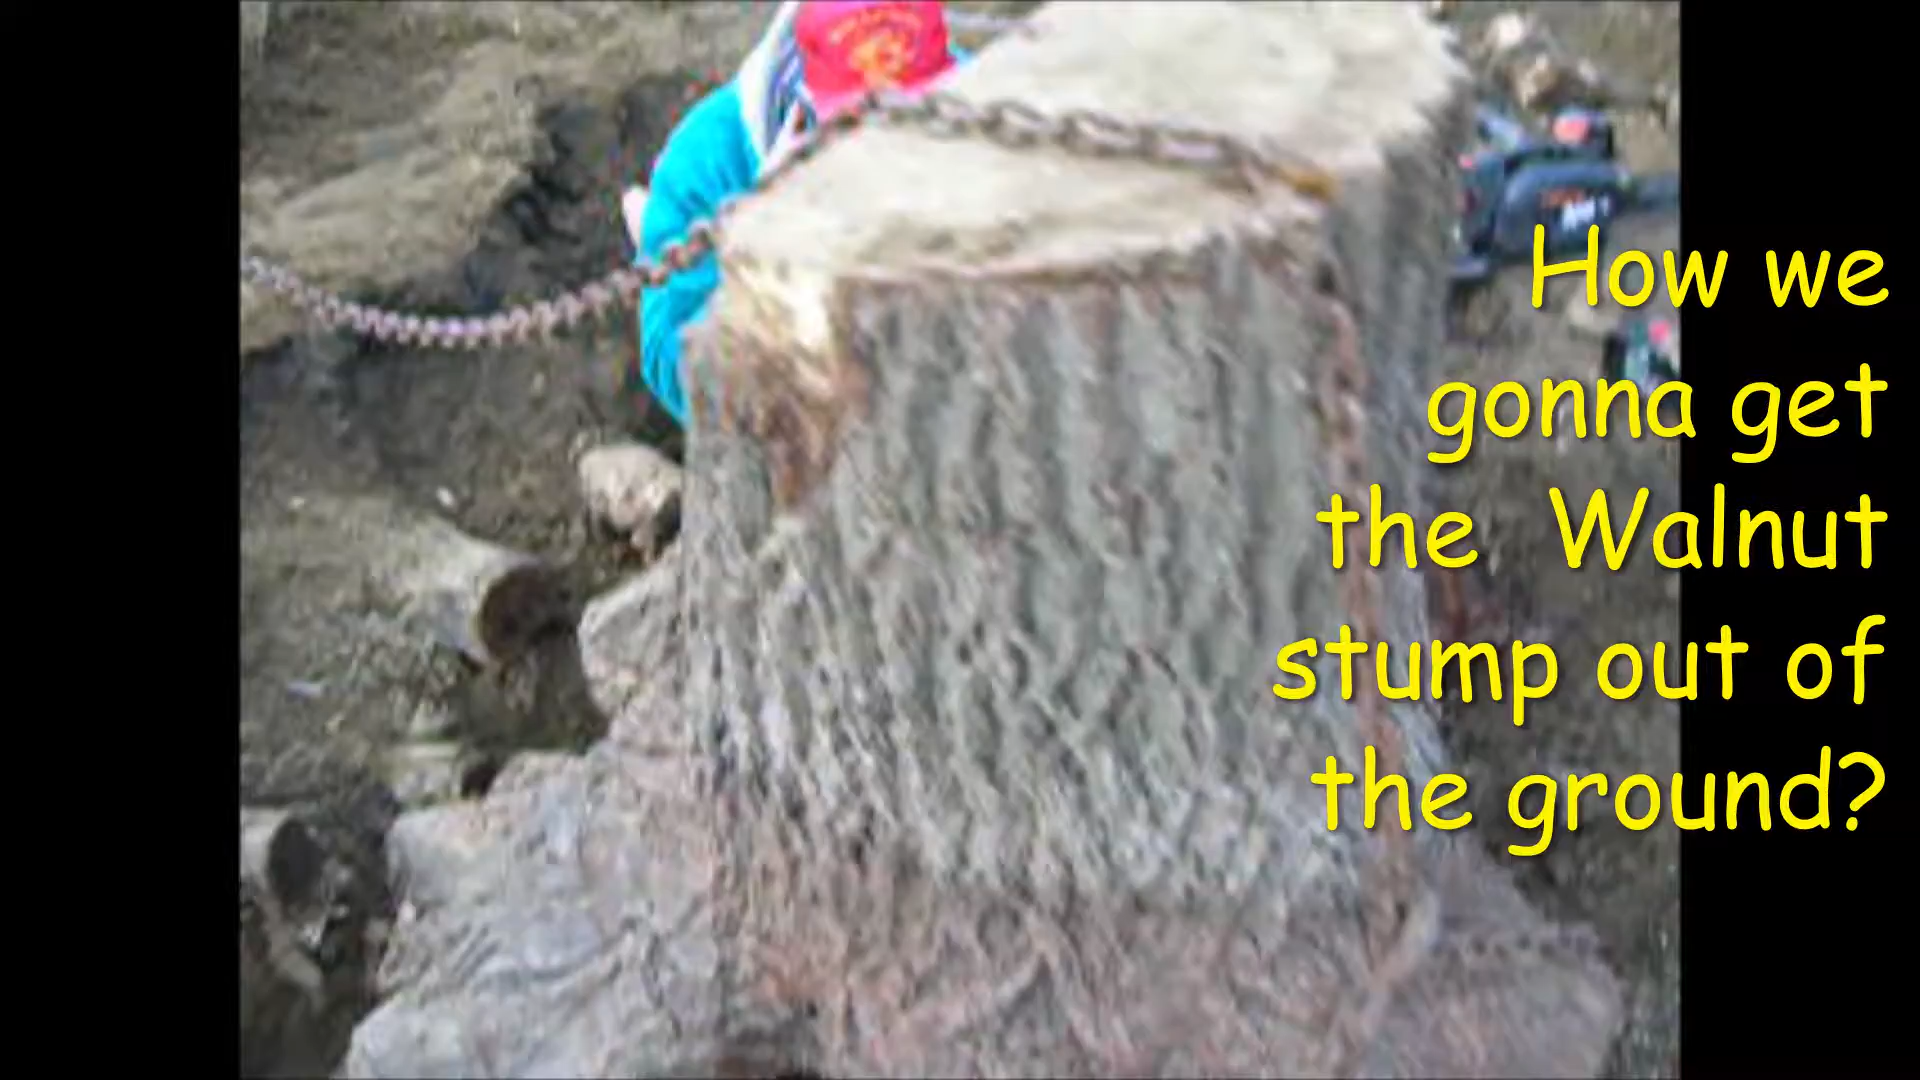 How we
gonna get
the  Walnut
stump out of
the ground?